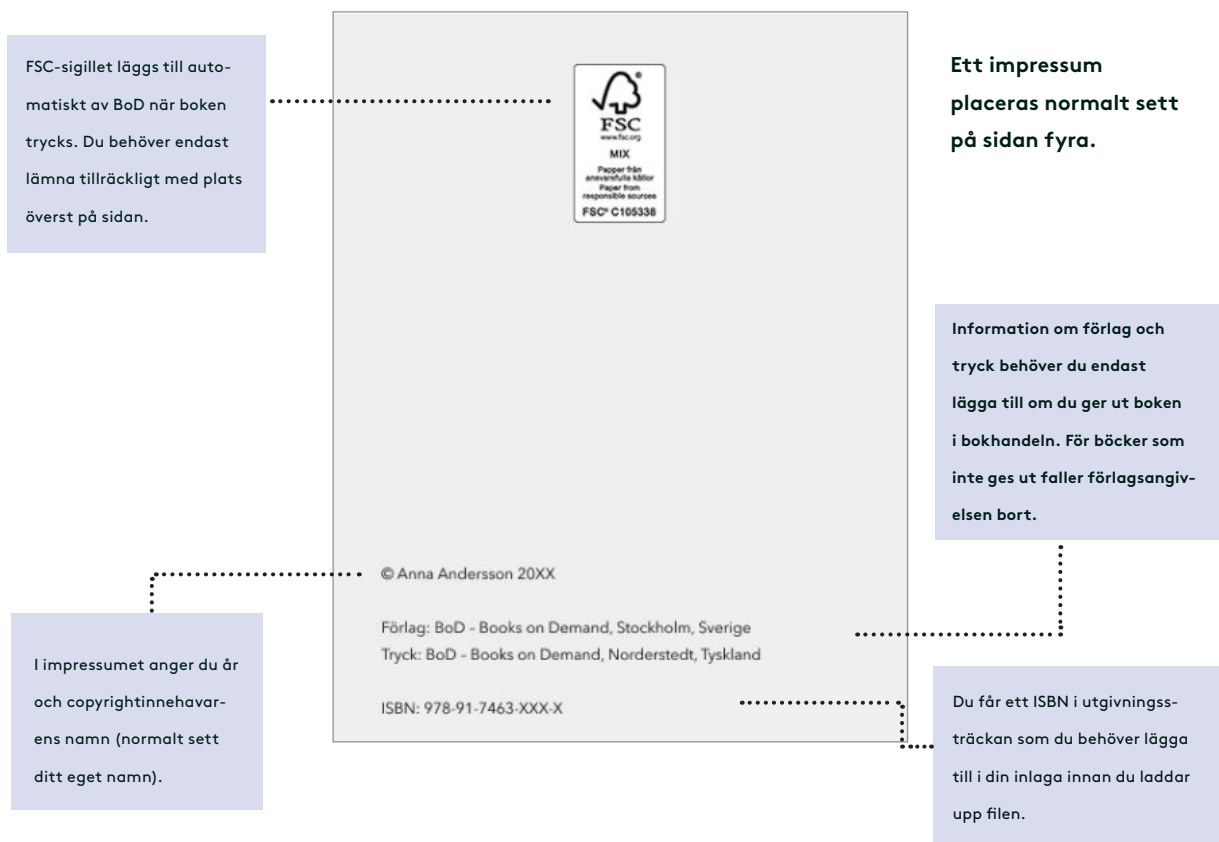 FSC-sigillet läggs till auto-
matiskt av BoD när boken
trycks. Du behöver endast
lämna tillräckligt med plats
överst på sidan.
FSC
www.fsc.org
MIX
Papper från
ansvarsfulla källor
Paper from
responsible sources
FSC® C105338
Ett impressum
placeras normalt sett
på sidan fyra.
Information om förlag och
tryck behöver du endast
lägga till om du ger ut boken
i bokhandeln. För böcker som
inte ges ut faller förlagsangiv-
elsen bort.
© Anna Andersson 20XX
Förlag: BoD - Books on Demand, Stockholm, Sverige
Tryck: BoD - Books on Demand, Norderstedt, Tyskland
ISBN: 978-91-7463-XXX-X
I impressumet anger du år
och copyrightinnehavar-
ens namn (normalt sett
ditt eget namn).
Du får ett ISBN i utgivningss-
träckan som du behöver lägga
till i din inlaga innan du laddar
upp filen.